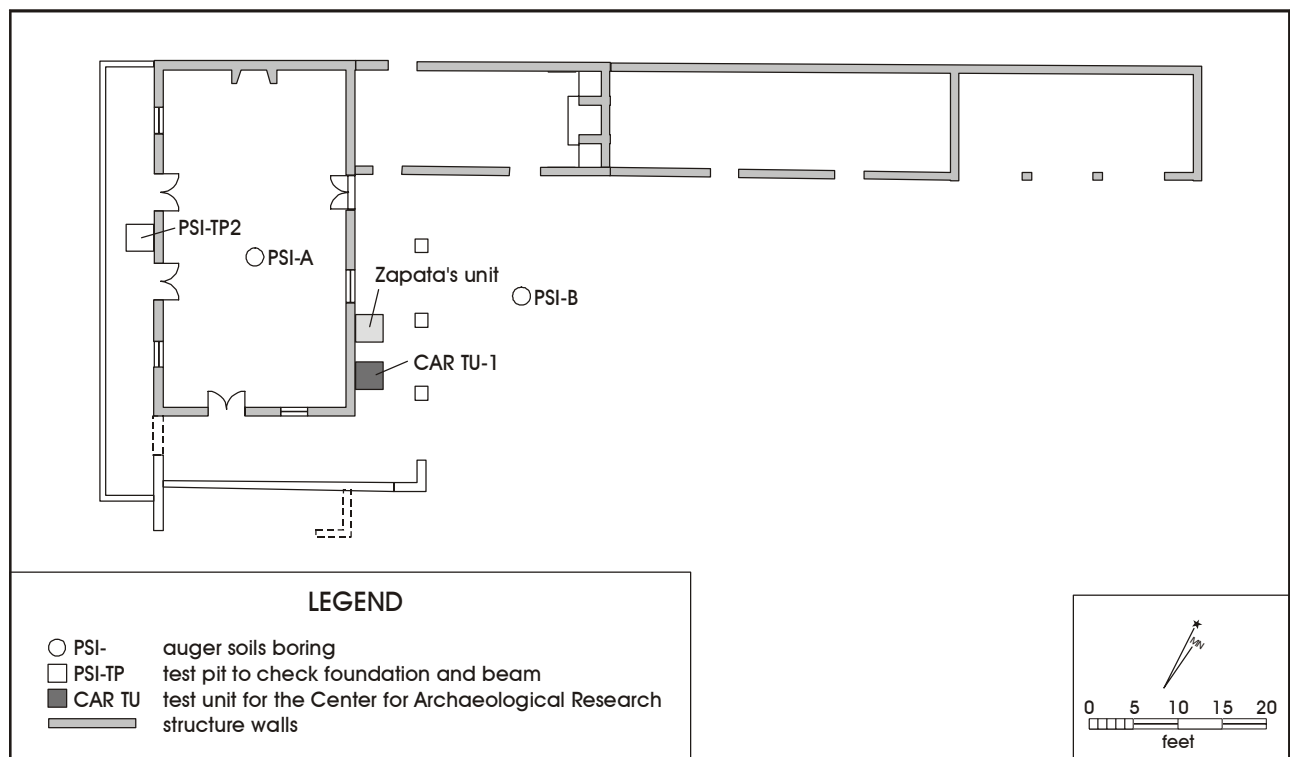 PSI-TP2
PSI-A
Zapata's unit
PSI-B
CAR TU-1
LEGEND
PSI- auger soils boring
PSI-TP test pit to check foundation and beam
CAR TU test unit for the Center for Archaeological Research
structure walls
MN
0 5 10 15 20
feet